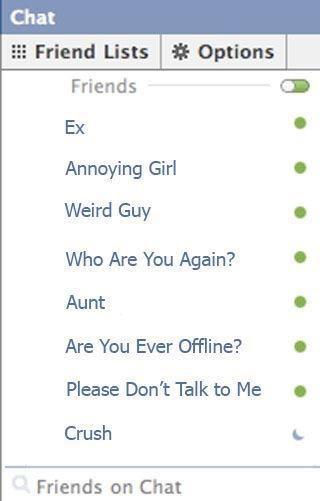 Chat
Friend Lists Options
Friends
Ex
Annoying Girl
Weird Guy
Who Are You Again?
Aunt
Are You Ever Offline?
Please Don't Talk to Me
Crush
Friends on Chat